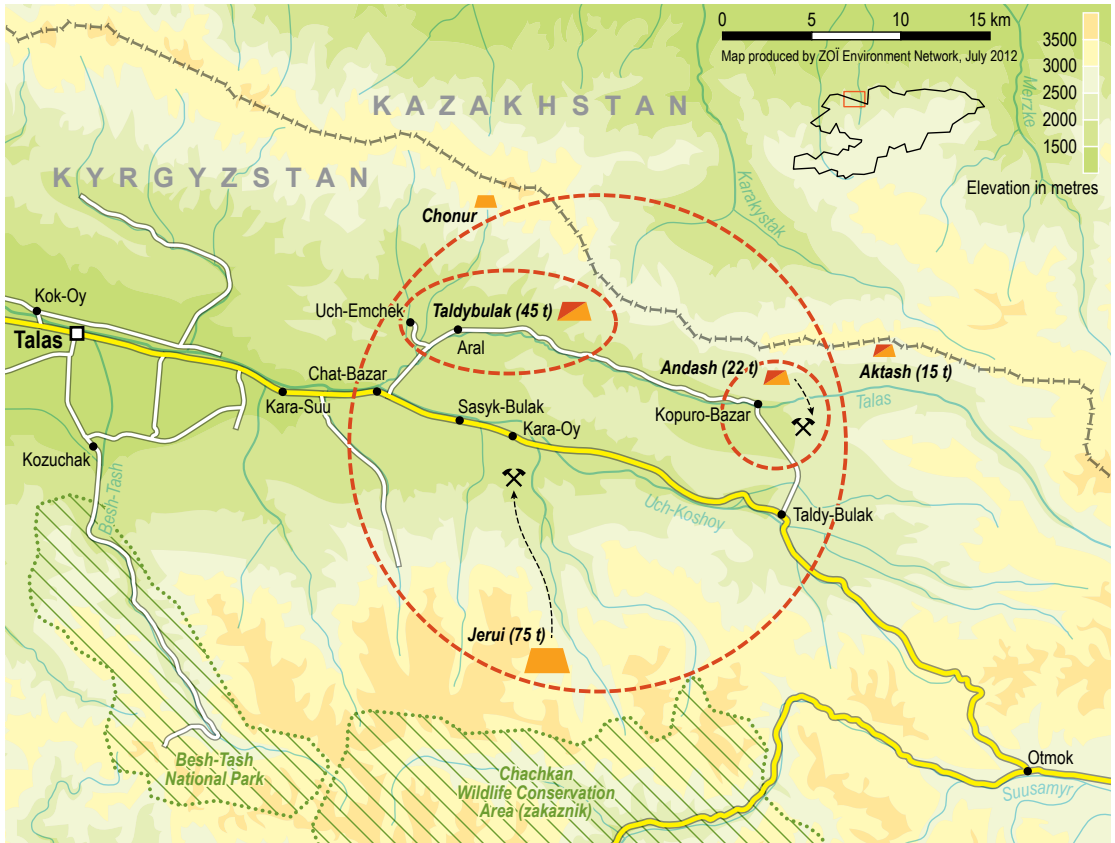 0 5 10 15 km
Map produced by ZOÏ Environment Network, July 2012
3500
3000
2500
2000
1500
Elevation in metres
KAZAKHSTAN
KYRGYZSTAN
Merzke
Karakystak
Chonur
Kok-Oy
Talas
Uch-Emchek
Taldybulak (45 t)
Aral
Andash (22 t)
Aktash (15 t)
Chat-Bazar
Kara-Suu
Sasyk-Bulak
Kara-Oy
Kopuro-Bazar
Talas
Kozuchak
Besh-Tash
Uch-Koshoy
Taldy-Bulak
Jerui (75 t)
Besh-Tash
National Park
Chachkan
Wildlife Conservation
Area (zakaznik)
Otmok
Suusamyr